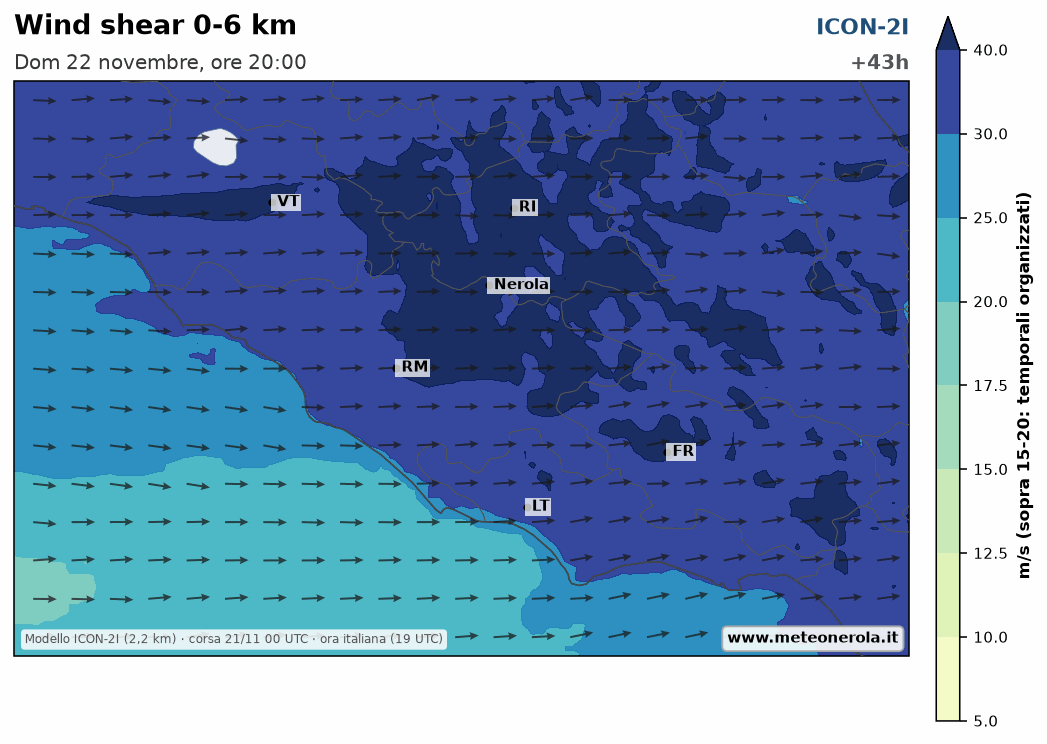 Wind shear 0-6 km
ICON-2I
Dom 22 novembre, ore 20:00
+43h
40.0
30.0
25.0
20.0
17.5
15.0
12.5
10.0
5.0
m/s (sopra 15-20: temporali organizzati)
VT
RI
Nerola
RM
FR
LT
Modello ICON-2I (2,2 km) · corsa 21/11 00 UTC · ora italiana (19 UTC)
www.meteonerola.it